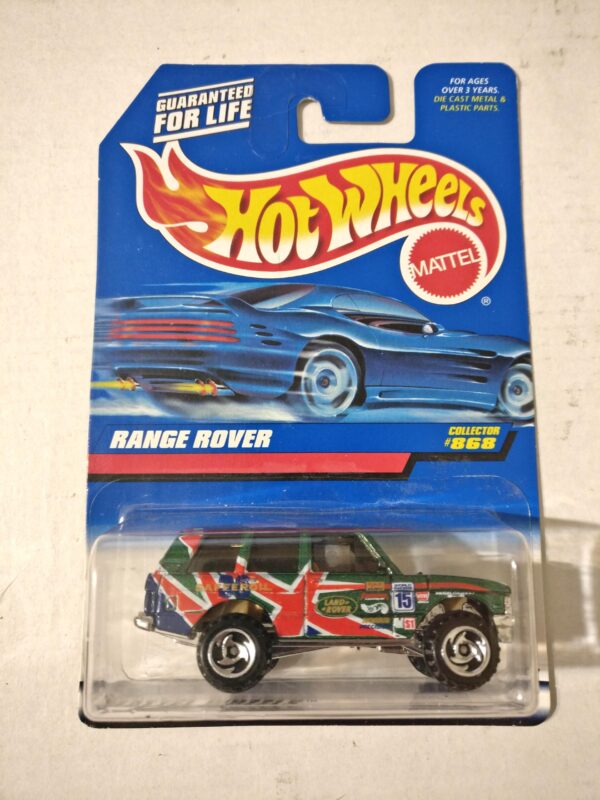 GUARANTEED
FOR LIFE
FOR AGES
OVER 3 YEARS.
DIE CAST METAL &
PLASTIC PARTS.
HOT WHEELS
MATTEL
®
RANGE ROVER
COLLECTOR
#868
LAND
ROVER
15